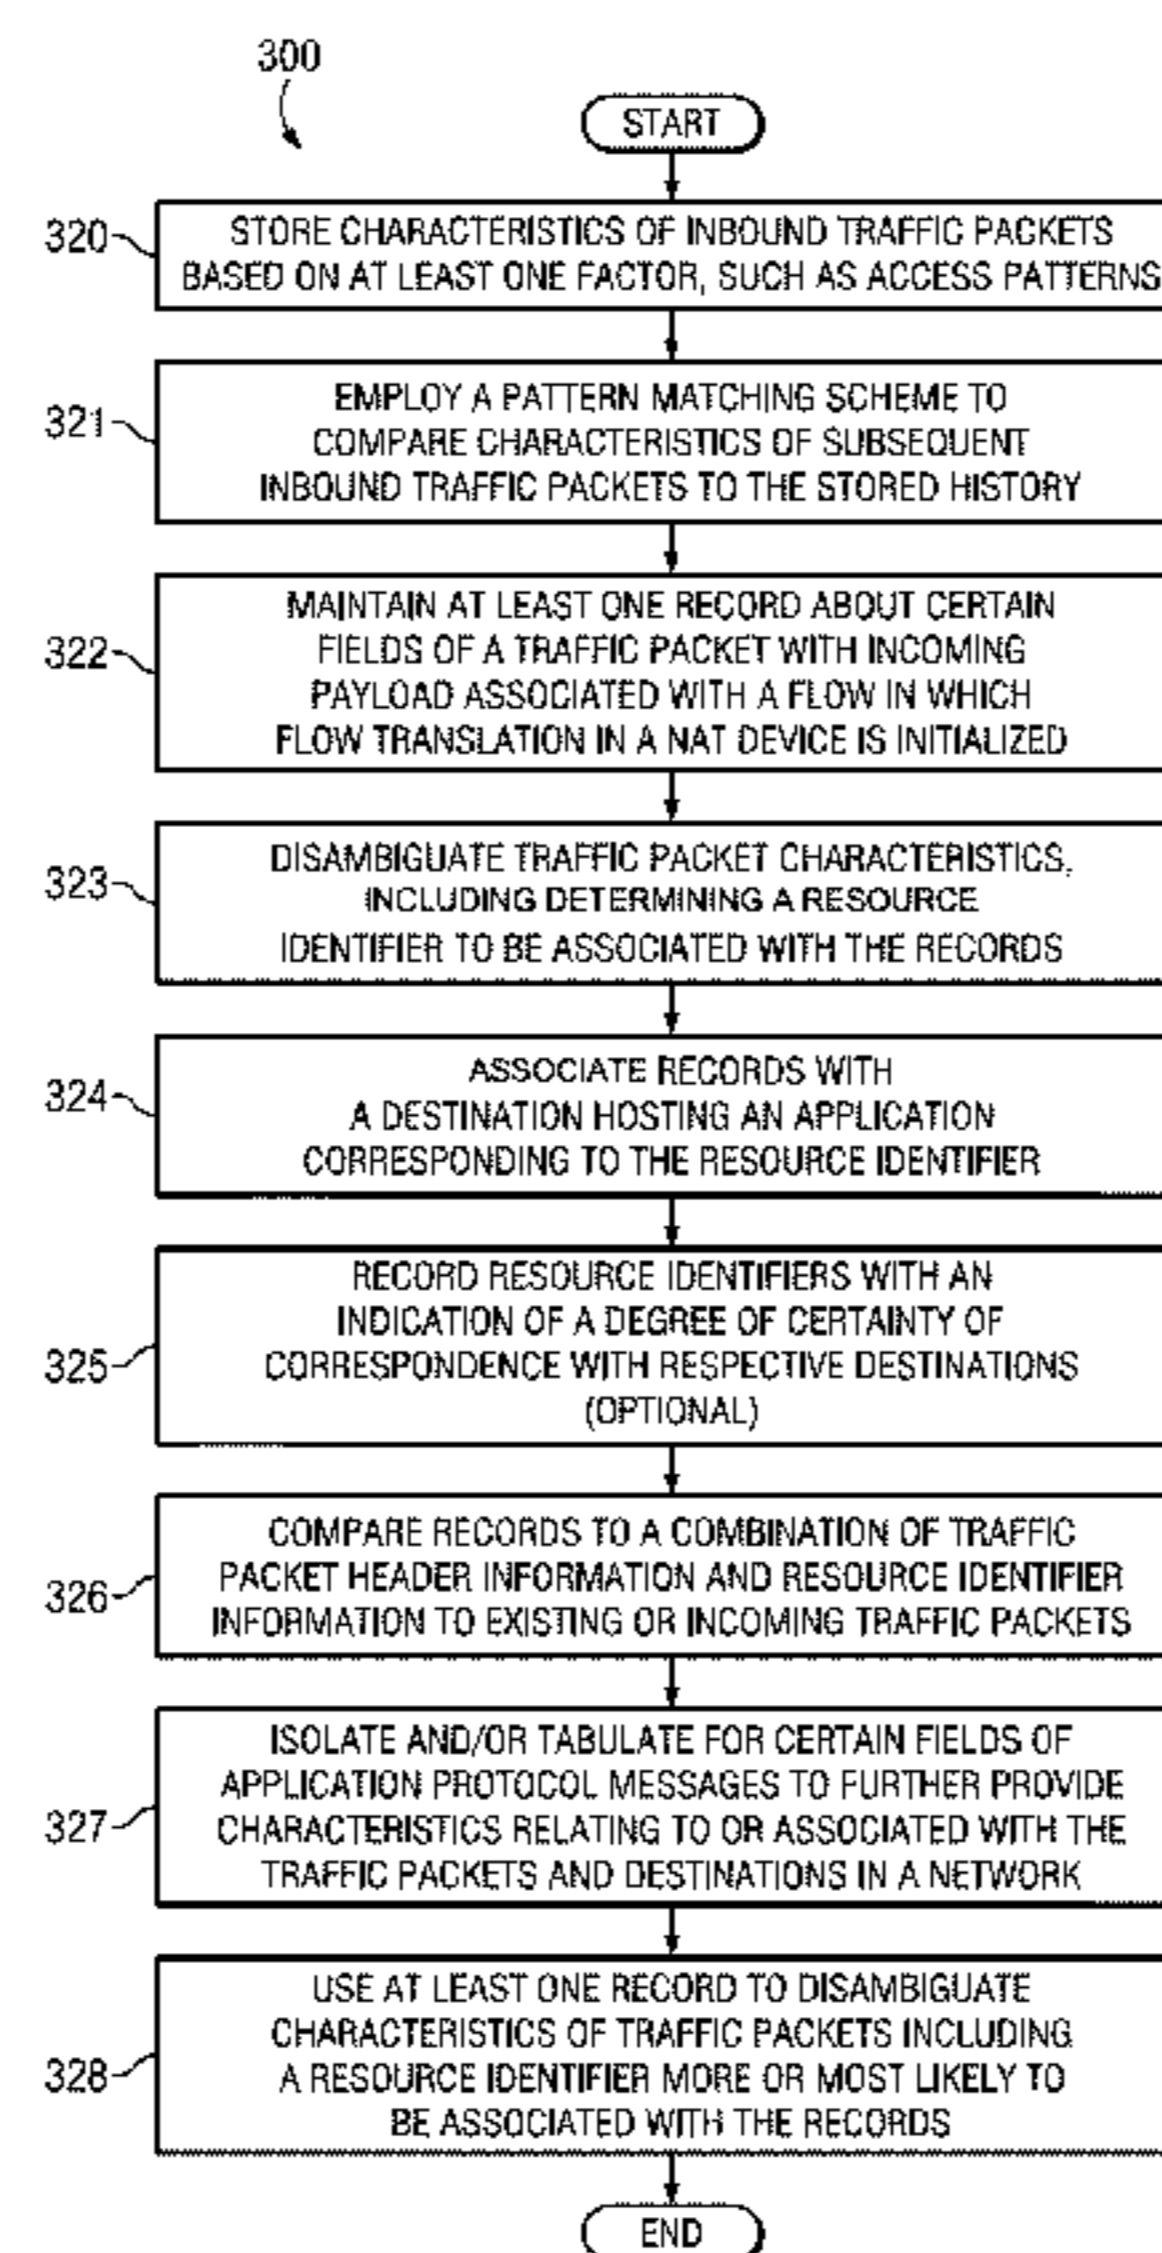 300
START
320
STORE CHARACTERISTICS OF INBOUND TRAFFIC PACKETS
BASED ON AT LEAST ONE FACTOR, SUCH AS ACCESS PATTERNS
321
EMPLOY A PATTERN MATCHING SCHEME TO
COMPARE CHARACTERISTICS OF SUBSEQUENT
INBOUND TRAFFIC PACKETS TO THE STORED HISTORY
322
MAINTAIN AT LEAST ONE RECORD ABOUT CERTAIN
FIELDS OF A TRAFFIC PACKET WITH INCOMING
PAYLOAD ASSOCIATED WITH A FLOW IN WHICH
FLOW TRANSLATION IN A NAT DEVICE IS INITIALIZED
323
DISAMBIGUATE TRAFFIC PACKET CHARACTERISTICS,
INCLUDING DETERMINING A RESOURCE
IDENTIFIER TO BE ASSOCIATED WITH THE RECORDS
324
ASSOCIATE RECORDS WITH
A DESTINATION HOSTING AN APPLICATION
CORRESPONDING TO THE RESOURCE IDENTIFIER
325
RECORD RESOURCE IDENTIFIERS WITH AN
INDICATION OF A DEGREE OF CERTAINTY OF
CORRESPONDENCE WITH RESPECTIVE DESTINATIONS
(OPTIONAL)
326
COMPARE RECORDS TO A COMBINATION OF TRAFFIC
PACKET HEADER INFORMATION AND RESOURCE IDENTIFIER
INFORMATION TO EXISTING OR INCOMING TRAFFIC PACKETS
327
ISOLATE AND/OR TABULATE FOR CERTAIN FIELDS OF
APPLICATION PROTOCOL MESSAGES TO FURTHER PROVIDE
CHARACTERISTICS RELATING TO OR ASSOCIATED WITH THE
TRAFFIC PACKETS AND DESTINATIONS IN A NETWORK
328
USE AT LEAST ONE RECORD TO DISAMBIGUATE
CHARACTERISTICS OF TRAFFIC PACKETS INCLUDING
A RESOURCE IDENTIFIER MORE OR MOST LIKELY TO
BE ASSOCIATED WITH THE RECORDS
END